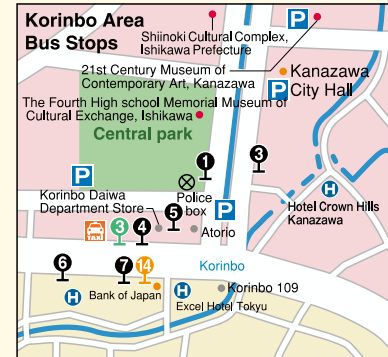 Korinbo Area
Bus Stops
P
Shiinoki Cultural Complex,
Ishikawa Prefecture
21st Century Museum of
Contemporary Art, Kanazawa
Kanazawa
City Hall
P
The Fourth High school Memorial Museum of
Cultural Exchange, Ishikawa
Central park
1
3
P
Police
box
H
Hotel Crown Hills
Kanazawa
Korinbo Daiwa
Department Store
5
P
TAXI
3
4
Atorio
6
7
14
Korinbo
H
Bank of Japan
H
Korinbo 109
Excel Hotel Tokyu